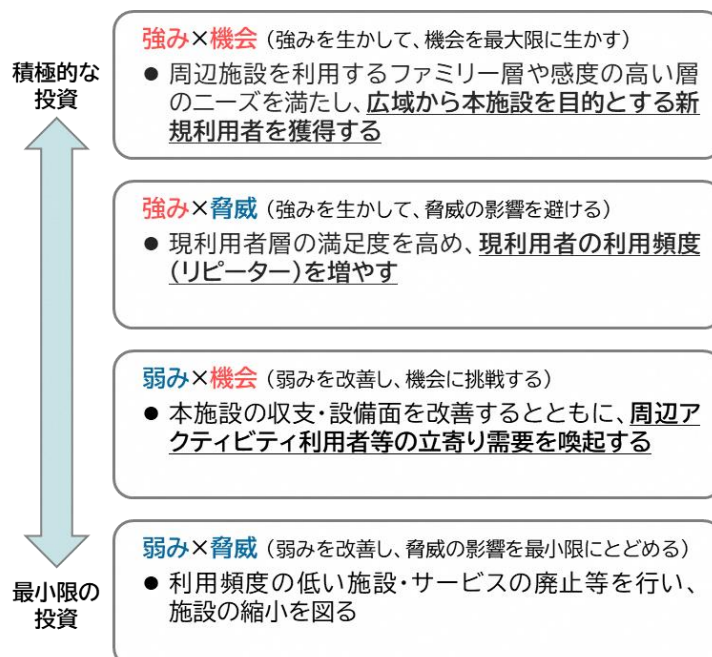 強み×機会（強みを生かして、機会を最大限に生かす）
積極的な
投資
● 周辺施設を利用するファミリー層や感度の高い層
のニーズを満たし、広域から本施設を目的とする新
規利用者を獲得する
強み×脅威（強みを生かして、脅威の影響を避ける）
● 現利用者層の満足度を高め、現利用者の利用頻度
（リピーター）を増やす
弱み×機会（弱みを改善し、機会に挑戦する）
● 本施設の収支・設備面を改善するとともに、周辺ア
クティビティ利用者等の立寄り需要を喚起する
弱み×脅威（弱みを改善し、脅威の影響を最小限にとどめる）
● 利用頻度の低い施設・サービスの廃止等を行い、
施設の縮小を図る
最小限の
投資